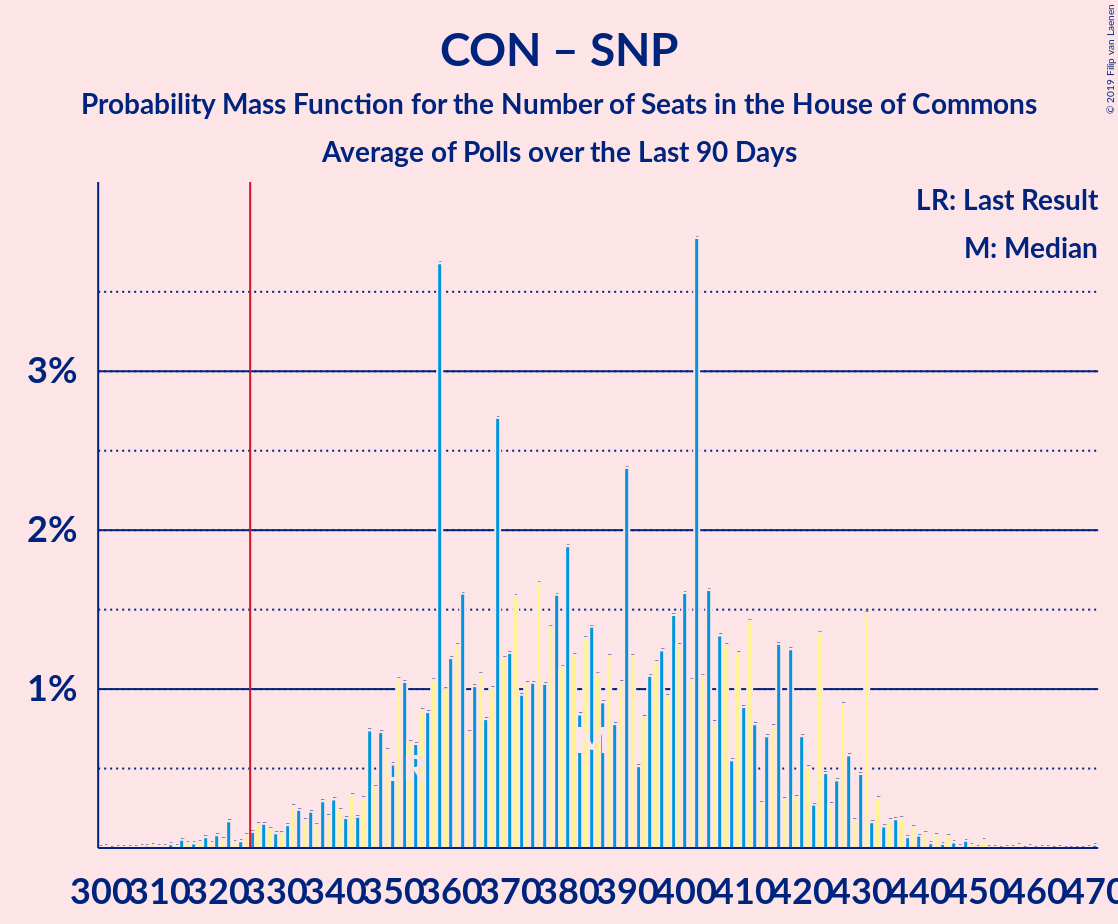 CON – SNP
Probability Mass Function for the Number of Seats in the House of Commons
Average of Polls over the Last 90 Days
© 2019 Filip van Laenen
LR: Last Result
M: Median
3%
2%
1%
LR
M
300 310 320 330 340 350 360 370 380 390 400 410 420 430 440 450 460 470